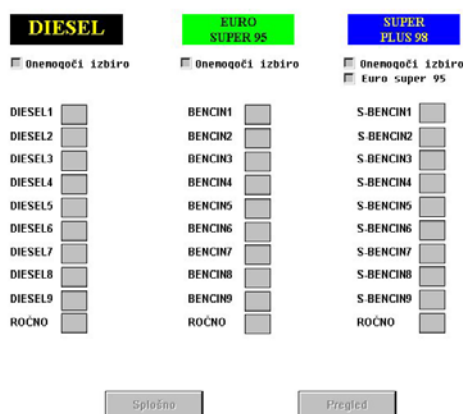 DIESEL
EURO
SUPER 95
SUPER
PLUS 98
Onemogoči izbiro
Onemogoči izbiro
Onemogoči izbiro
Euro super 95
DIESEL1
BENCIN1
S-BENCIN1
DIESEL2
BENCIN2
S-BENCIN2
DIESEL3
BENCIN3
S-BENCIN3
DIESEL4
BENCIN4
S-BENCIN4
DIESEL5
BENCIN5
S-BENCIN5
DIESEL6
BENCIN6
S-BENCIN6
DIESEL7
BENCIN7
S-BENCIN7
DIESEL8
BENCIN8
S-BENCIN8
DIESEL9
BENCIN9
S-BENCIN9
ROČNO
ROČNO
ROČNO
Splošno
Pregled